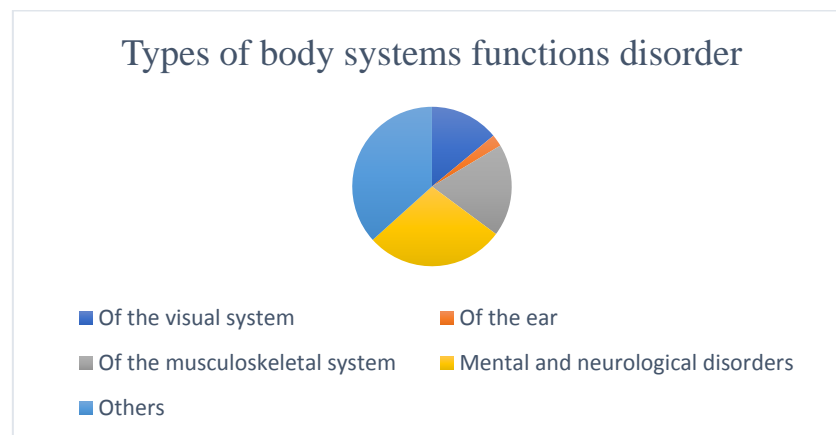 Types of body systems functions disorder
Of the visual system
Of the ear
Of the musculoskeletal system
Mental and neurological disorders
Others